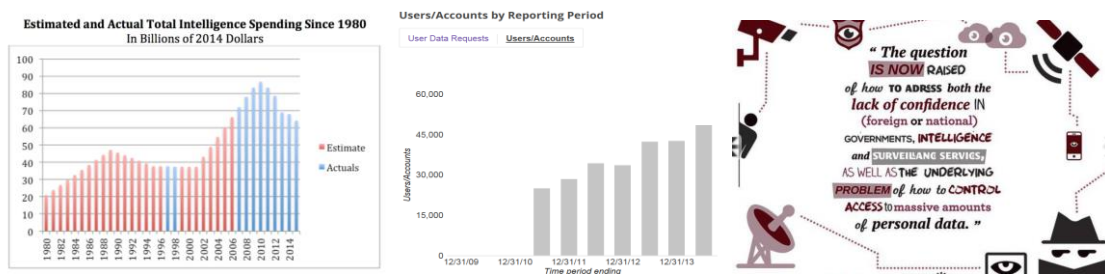 Estimated and Actual Total Intelligence Spending Since 1980
In Billions of 2014 Dollars
100
90
80
70
60
50
40
30
20
10
0
1980
1982
1984
1986
1988
1990
1992
1994
1996
1998
2000
2002
2004
2006
2008
2010
2012
2014
Estimate
Actuals
Users/Accounts by Reporting Period
User Data Requests Users/Accounts
Users/Accounts
60,000
45,000
30,000
15,000
0
12/31/09 12/31/10 12/31/11 12/31/12 12/31/13
Time period ending
“ The question
IS NOW RAISED
of how TO ADRESS both the
lack of confidence IN
(foreign or national)
GOVERNMENTS, INTELLIGENCE
and SURVEILANG SERVICS,
AS WELL AS THE UNDERLYING
PROBLEM of how to CONTROL
ACCESS to massive amounts
of personal data. ”